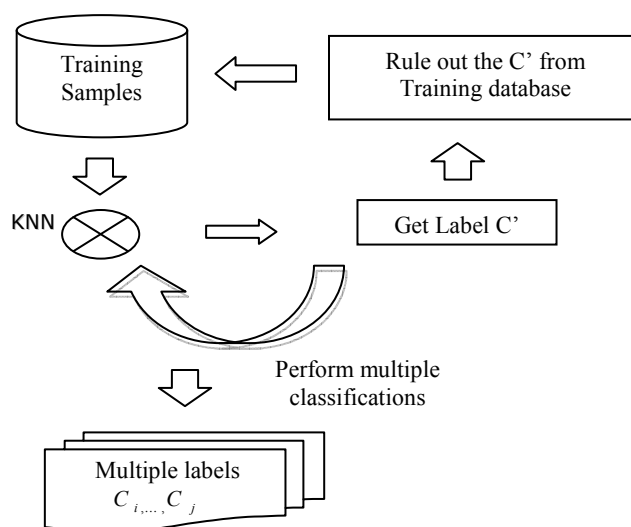 Training
Samples
Rule out the C’ from
Training database
KNN
Get Label C’
Perform multiple
classifications
Multiple labels
C i,..., C j